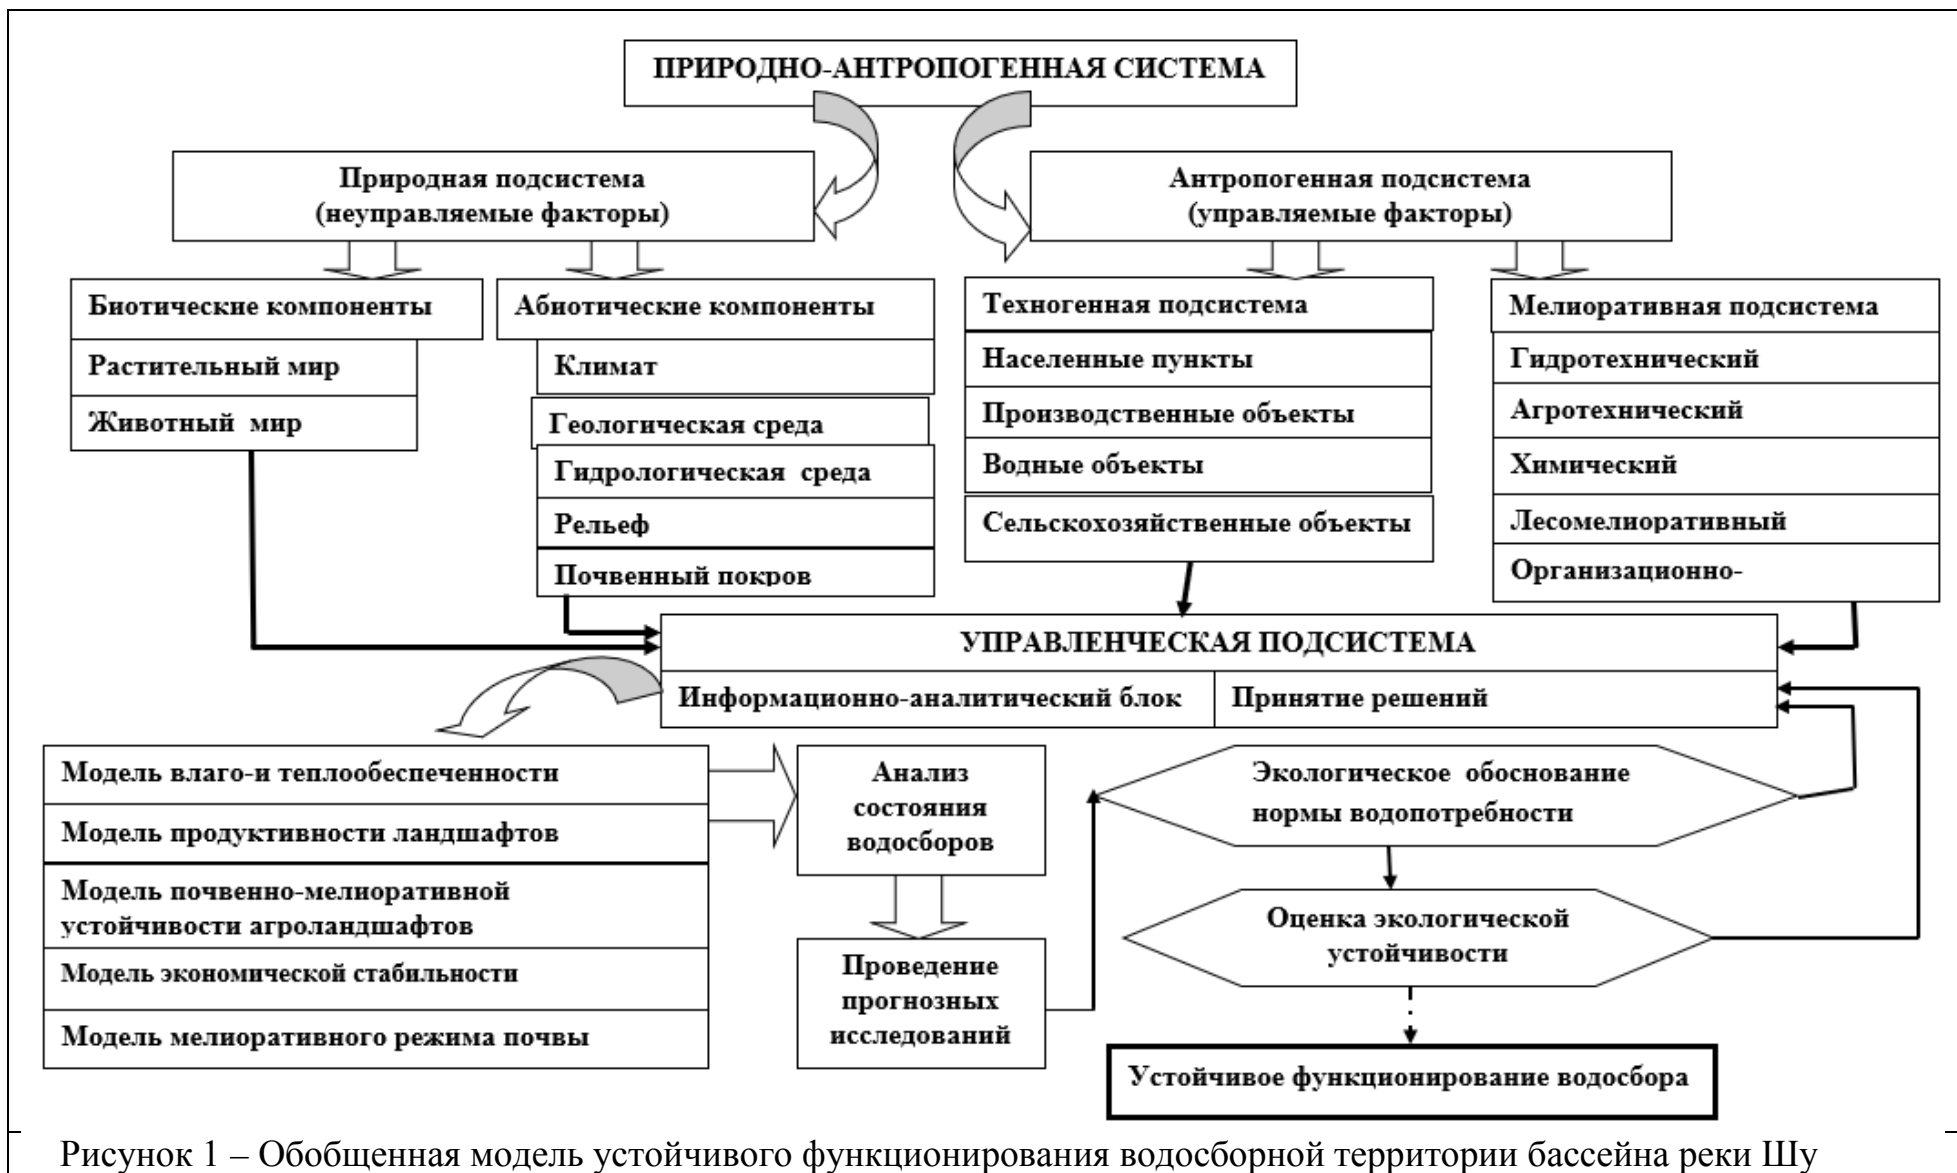 ПРИРОДНО-АНТРОПОГЕННАЯ СИСТЕМА
Природная подсистема
(неуправляемые факторы)
Антропогенная подсистема
(управляемые факторы)
Биотические компоненты
Растительный мир
Животный мир
Абиотические компоненты
Климат
Геологическая среда
Гидрологическая среда
Рельеф
Почвенный покров
Техногенная подсистема
Населенные пункты
Производственные объекты
Водные объекты
Сельскохозяйственные объекты
Мелиоративная подсистема
Гидротехнический
Агротехнический
Химический
Лесомелиоративный
Организационно-
УПРАВЛЕНЧЕСКАЯ ПОДСИСТЕМА
Информационно-аналитический блок
Принятие решений
Модель влаго-и теплообеспеченности
Модель продуктивности ландшафтов
Модель почвенно-мелиоративной
устойчивости агроландшафтов
Модель экономической стабильности
Модель мелиоративного режима почвы
Анализ
состояния
водосборов
Проведение
прогнозных
исследований
Экологическое обоснование
нормы водопотребности
Оценка экологической
устойчивости
Устойчивое функционирование водосбора
Рисунок 1 – Обобщенная модель устойчивого функционирования водосборной территории бассейна реки Шу